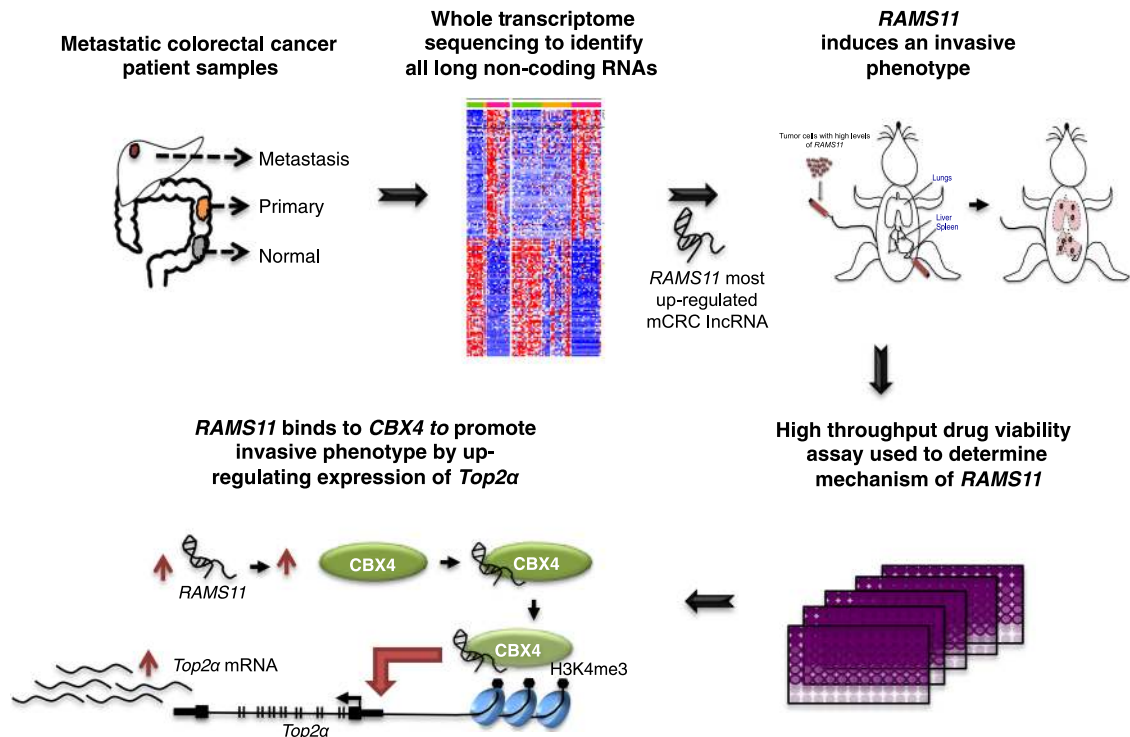 Metastatic colorectal cancer
patient samples
Metastasis
Primary
Normal
Whole transcriptome
sequencing to identify
all long non-coding RNAs
RAMS11 most
up-regulated
mCRC lncRNA
RAMS11
induces an invasive
phenotype
Tumor cells with high levels
of RAMS11
Lungs
Liver
Spleen
High throughput drug viability
assay used to determine
mechanism of RAMS11
RAMS11 binds to CBX4 to promote
invasive phenotype by up-
regulating expression of Top2α
RAMS11
CBX4
CBX4
CBX4
H3K4me3
Top2α mRNA
Top2α